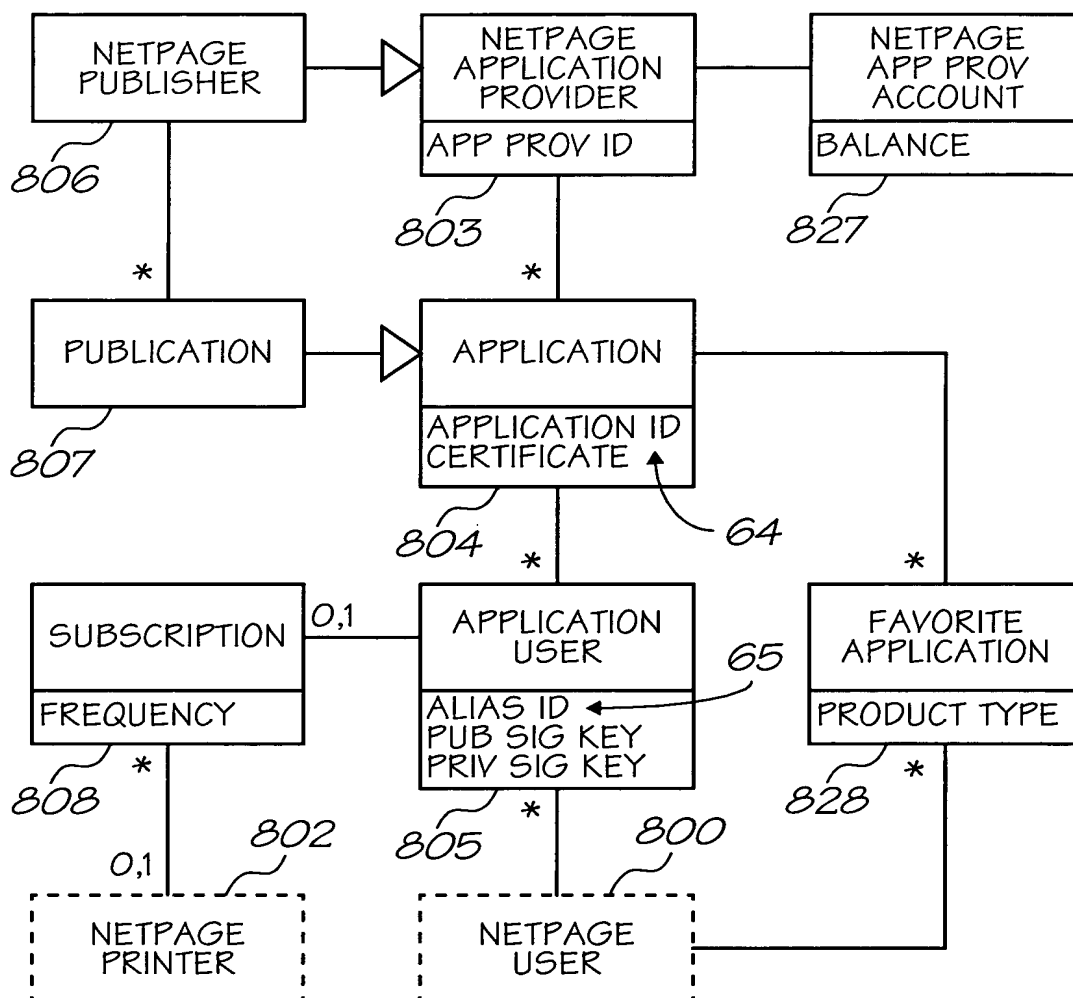 NETPAGE
PUBLISHER
NETPAGE
APPLICATION
PROVIDER
APP PROV ID
NETPAGE
APP PROV
ACCOUNT
BALANCE
806
803
827
*
*
PUBLICATION
APPLICATION
APPLICATION ID
CERTIFICATE
807
804
64
*
*
SUBSCRIPTION
FREQUENCY
0,1
APPLICATION
USER
ALIAS ID
PUB SIG KEY
PRIV SIG KEY
65
FAVORITE
APPLICATION
PRODUCT TYPE
808
*
805
*
828
*
802
800
0,1
NETPAGE
PRINTER
NETPAGE
USER